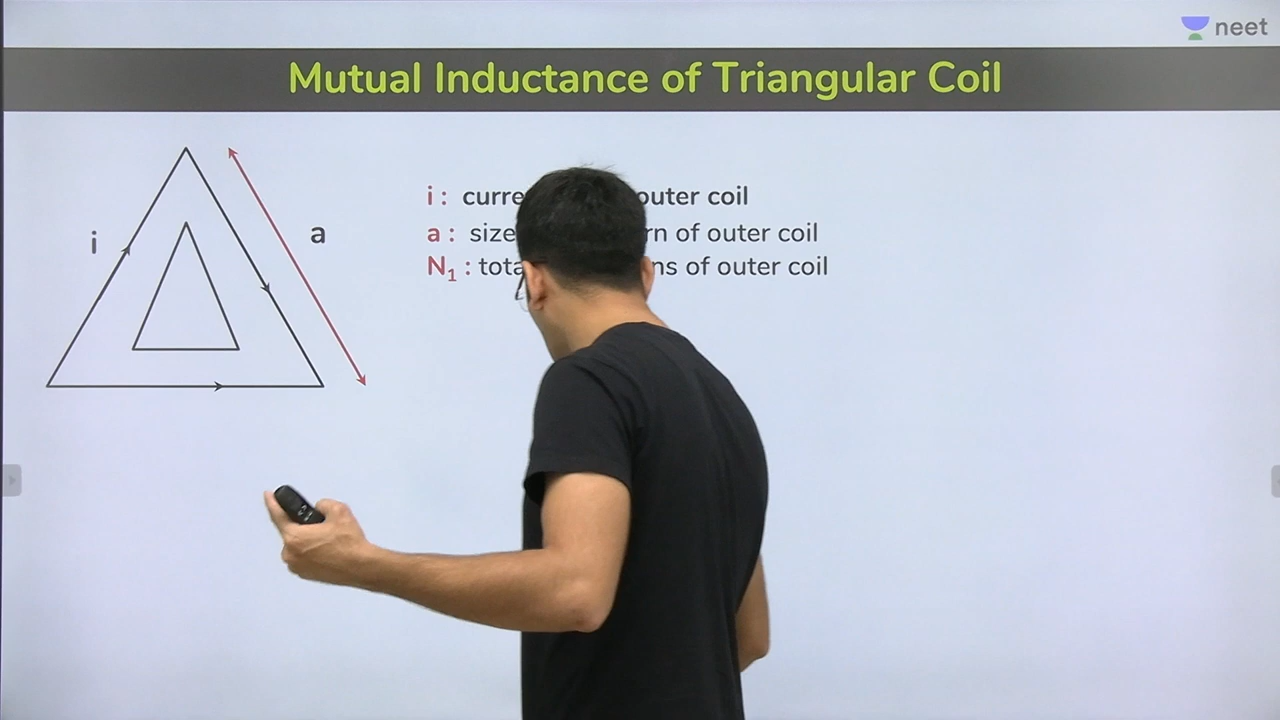 neet
Mutual Inductance of Triangular Coil
i
a
i : curre outer coil
a : size rn of outer coil
N₁ : tota ns of outer coil